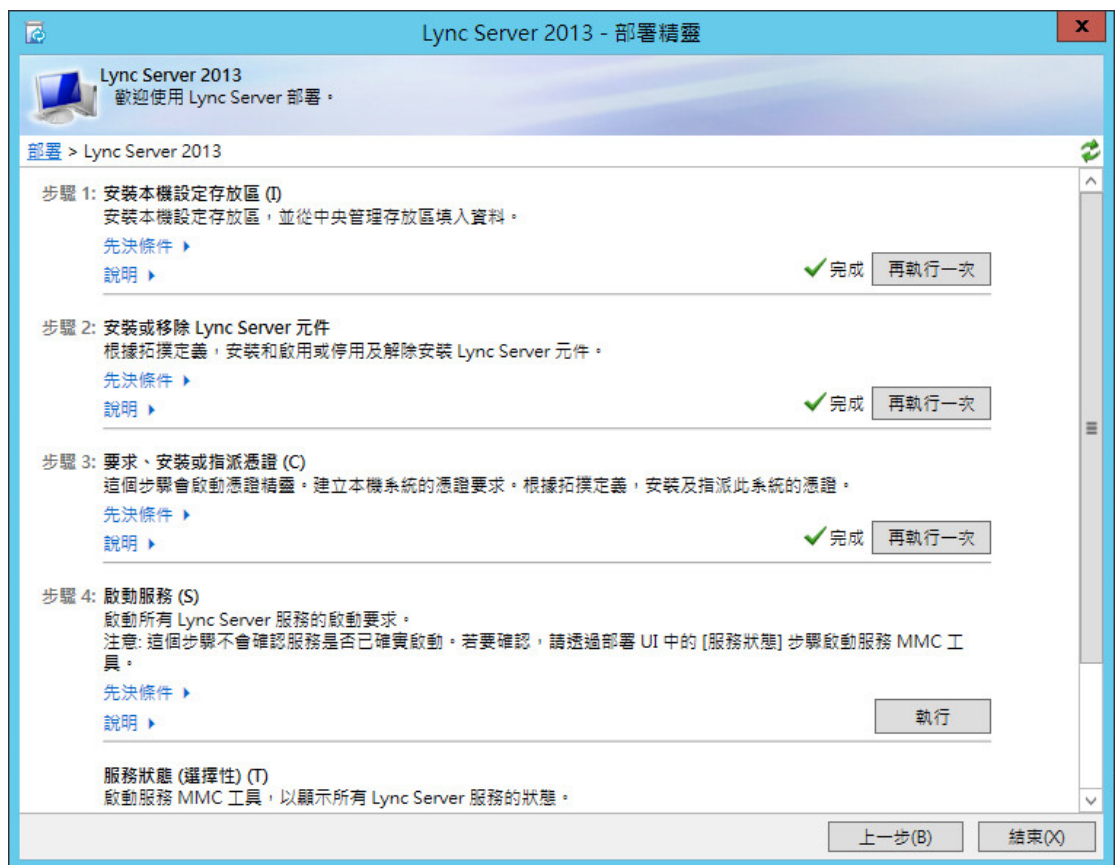 Lync Server 2013 - 部署精靈
x
Lync Server 2013
歡迎使用 Lync Server 部署。
部署 > Lync Server 2013
步驟 1: 安裝本機設定存放區 (I)
安裝本機設定存放區，並從中央管理存放區填入資料。
先決條件
說明
完成 再執行一次
步驟 2: 安裝或移除 Lync Server 元件
根據拓撲定義，安裝和啟用或停用及解除安裝 Lync Server 元件。
先決條件
說明
完成 再執行一次
步驟 3: 要求、安裝或指派憑證 (C)
這個步驟會啟動憑證精靈。建立本機系統的憑證要求。根據拓撲定義，安裝及指派此系統的憑證。
先決條件
說明
完成 再執行一次
步驟 4: 啟動服務 (S)
啟動所有 Lync Server 服務的啟動要求。
注意: 這個步驟不會確認服務是否已確實啟動。若要確認，請透過部署 UI 中的 [服務狀態] 步驟啟動服務 MMC 工
具。
先決條件
說明
執行
服務狀態 (選擇性) (T)
啟動服務 MMC 工具，以顯示所有 Lync Server 服務的狀態。
上一步(B) 結束(X)